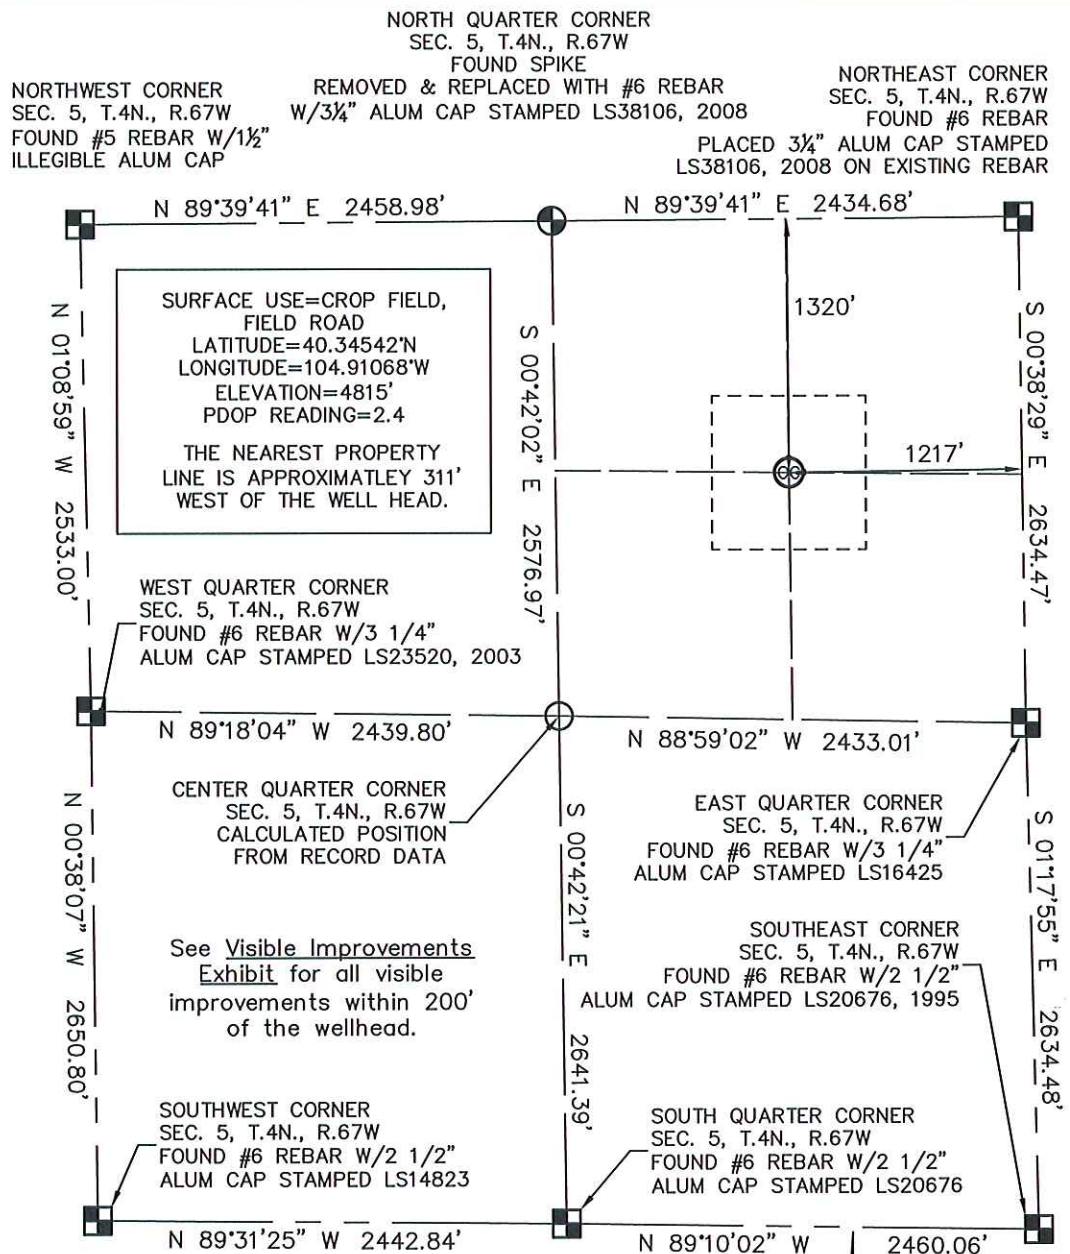 NORTH QUARTER CORNER
SEC. 5, T.4N., R.67W
FOUND SPIKE
REMOVED & REPLACED WITH #6 REBAR
W/3¼" ALUM CAP STAMPED LS38106, 2008
NORTHWEST CORNER
SEC. 5, T.4N., R.67W
FOUND #5 REBAR W/1½"
ILLEGIBLE ALUM CAP
NORTHEAST CORNER
SEC. 5, T.4N., R.67W
FOUND #6 REBAR
PLACED 3¼" ALUM CAP STAMPED
LS38106, 2008 ON EXISTING REBAR
N 89°39'41" E 2458.98'
N 89°39'41" E 2434.68'
N 01°08'59" W 2533.00'
SURFACE USE=CROP FIELD,
FIELD ROAD
LATITUDE=40.34542°N
LONGITUDE=104.91068°W
ELEVATION=4815'
PDOP READING=2.4
THE NEAREST PROPERTY
LINE IS APPROXIMATLEY 311'
WEST OF THE WELL HEAD.
S 00°42'02" E 2576.97'
1320'
1217'
S 00°38'29" E 2634.47'
WEST QUARTER CORNER
SEC. 5, T.4N., R.67W
FOUND #6 REBAR W/3 1/4"
ALUM CAP STAMPED LS23520, 2003
N 89°18'04" W 2439.80'
N 88°59'02" W 2433.01'
CENTER QUARTER CORNER
SEC. 5, T.4N., R.67W
CALCULATED POSITION
FROM RECORD DATA
EAST QUARTER CORNER
SEC. 5, T.4N., R.67W
FOUND #6 REBAR W/3 1/4"
ALUM CAP STAMPED LS16425
N 00°38'07" W 2650.80'
S 00°42'21" E 2641.39'
S 01°17'55" E 2634.48'
See Visible Improvements
Exhibit for all visible
improvements within 200'
of the wellhead.
SOUTHEAST CORNER
SEC. 5, T.4N., R.67W
FOUND #6 REBAR W/2 1/2"
ALUM CAP STAMPED LS20676, 1995
SOUTHWEST CORNER
SEC. 5, T.4N., R.67W
FOUND #6 REBAR W/2 1/2"
ALUM CAP STAMPED LS14823
SOUTH QUARTER CORNER
SEC. 5, T.4N., R.67W
FOUND #6 REBAR W/2 1/2"
ALUM CAP STAMPED LS20676
N 89°31'25" W 2442.84'
N 89°10'02" W 2460.06'